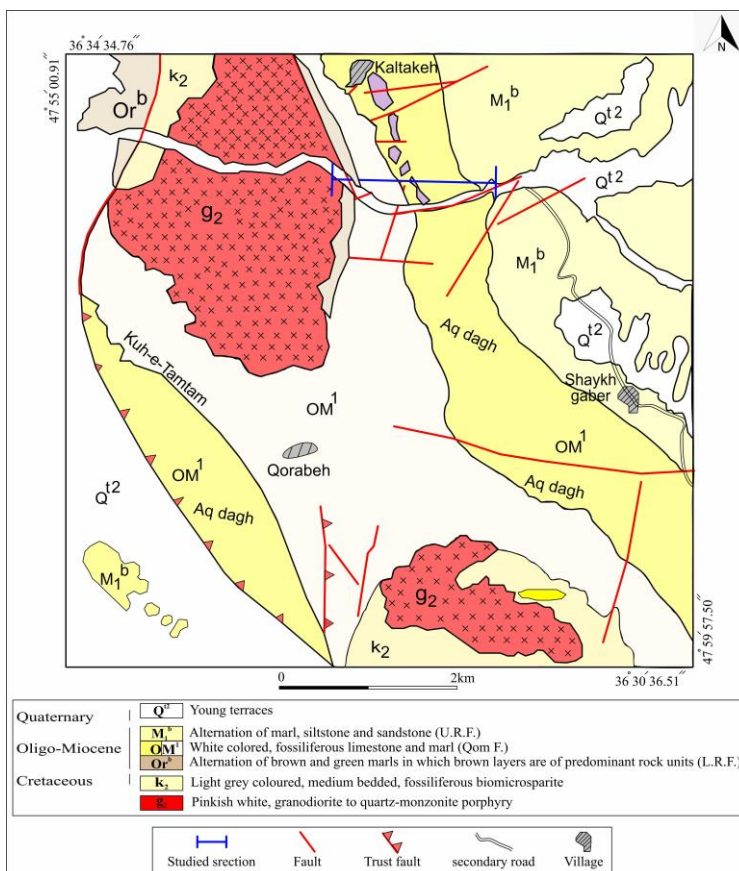 36° 34' 34.76"
N
47° 55' 00.91"
Or b
k2
Kaltakeh
M1 b
Q t2
Q t2
g2
M1 b
Aq dagh
Q t2
Kuh-e-Tamtam
Shaykh
gaber
OM 1
OM 1
Qorabeh
OM 1
Aq dagh
Aq dagh
Q t2
M1 b
g2
k2
47° 59' 57.50"
0 2km
36° 30' 36.51"
Quaternary Q t2 Young terraces
M1 b Alternation of marl, siltstone and sandstone (U.R.F.)
Oligo-Miocene OM 1 White colored, fossiliferous limestone and marl (Qom F.)
Or b Alternation of brown and green marls in which brown layers are of predominant rock units (L.R.F.)
Cretaceous k2 Light grey coloured, medium bedded, fossiliferous biomicrosparite
g2 Pinkish white, granodiorite to quartz-monzonite porphyry
Studied srection Fault Trust fault secondary road Village